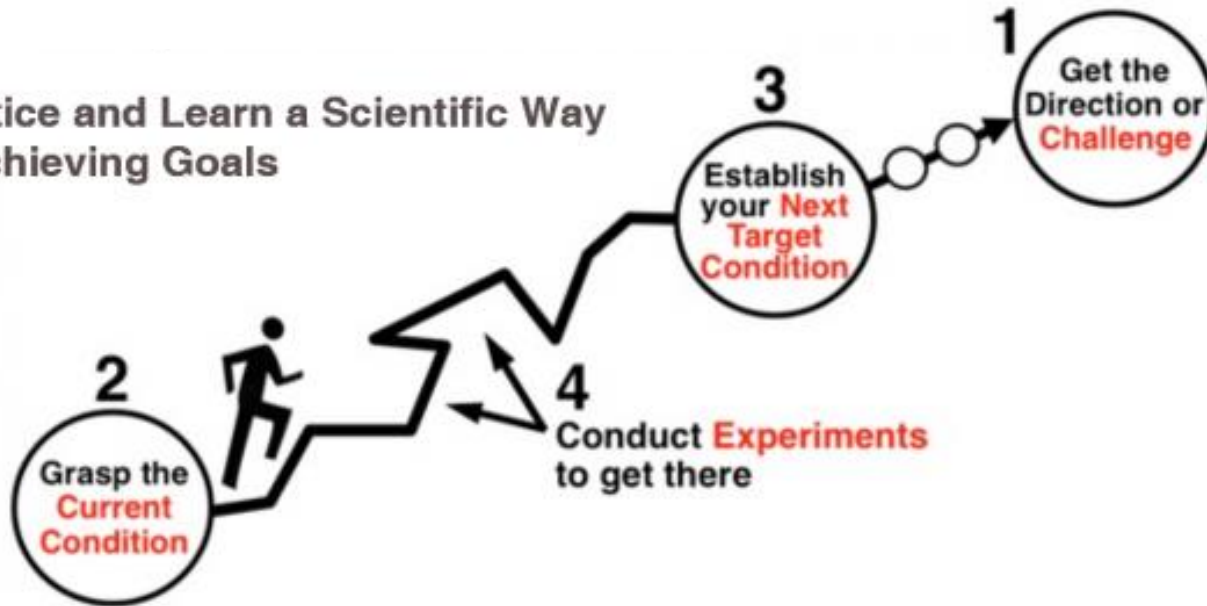 tice and Learn a Scientific Way
chieving Goals
1
Get the
Direction or
Challenge
3
Establish
your Next
Target
Condition
2
Grasp the
Current
Condition
4
Conduct Experiments
to get there